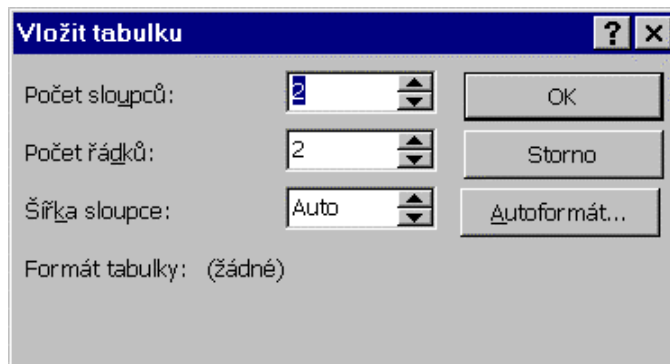 Vložit tabulku
Počet sloupců: 2 OK
Počet řádků: 2 Storno
Šířka sloupce: Auto Autoformát...
Formát tabulky: (žádné)